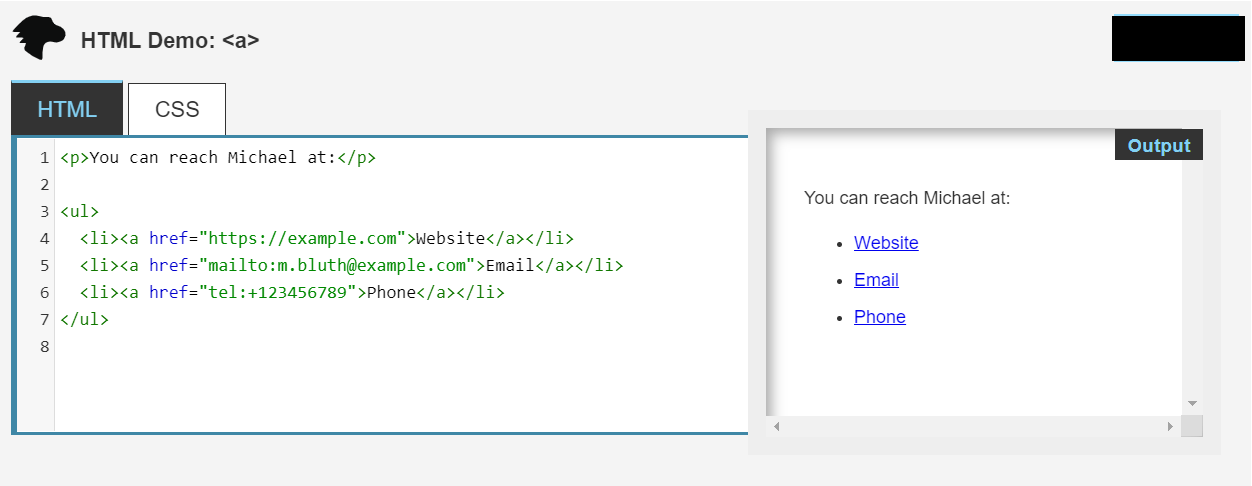 HTML Demo: <a>
HTML CSS
1 <p>You can reach Michael at:</p>
2
3 <ul>
4   <li><a href="https://example.com">Website</a></li>
5   <li><a href="mailto:m.bluth@example.com">Email</a></li>
6   <li><a href="tel:+123456789">Phone</a></li>
7 </ul>
8
Output
You can reach Michael at:
• Website
• Email
• Phone